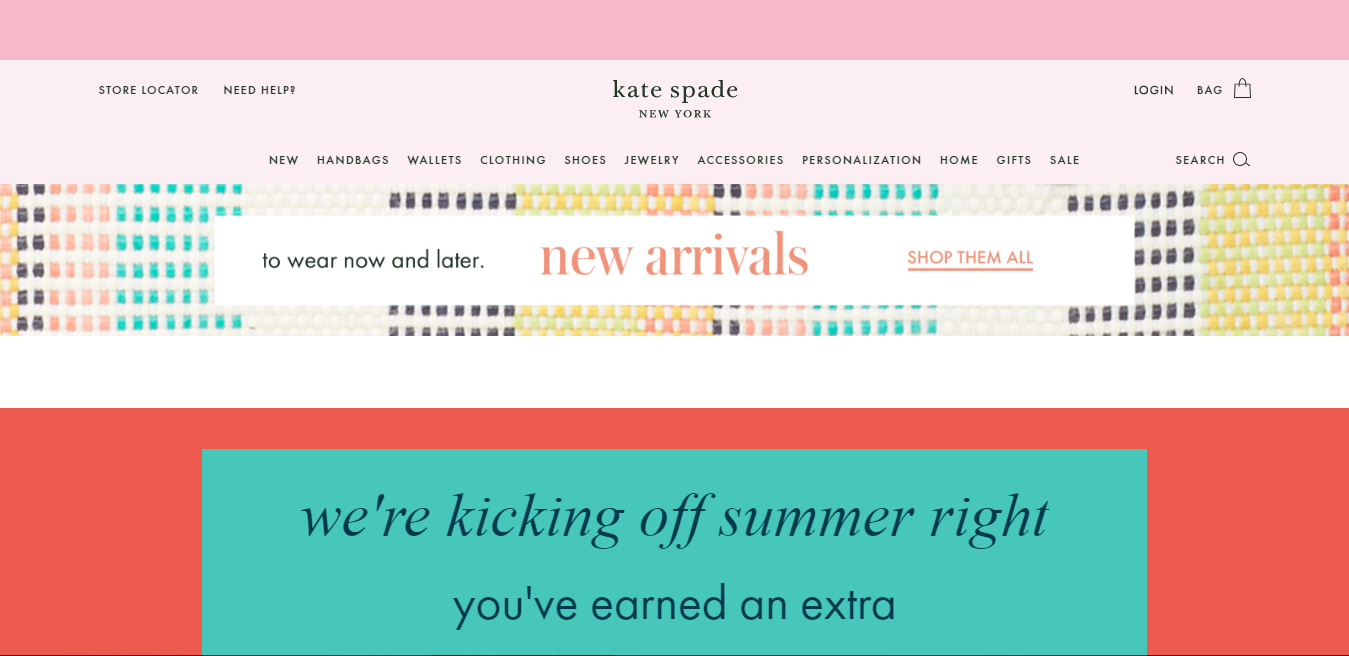 STORE LOCATOR NEED HELP?
kate spade
NEW YORK
LOGIN BAG
NEW HANDBAGS WALLETS CLOTHING SHOES JEWELRY ACCESSORIES PERSONALIZATION HOME GIFTS SALE
SEARCH
to wear now and later. new arrivals SHOP THEM ALL
we're kicking off summer right
you've earned an extra